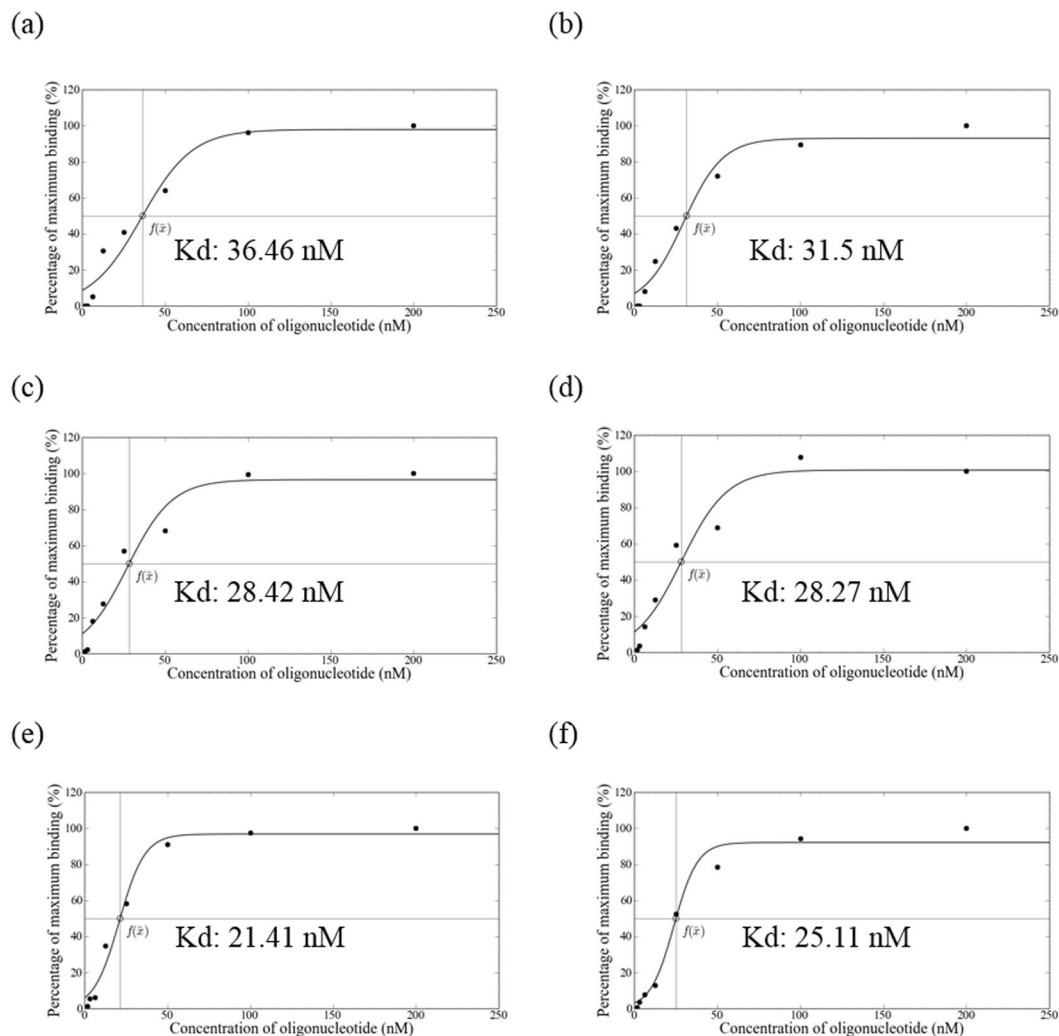 (a)
Percentage of maximum binding (%)
120
100
80
60
40
20
0
f(x̄)
Kd: 36.46 nM
0 50 100 150 200 250
Concentration of oligonucleotide (nM)
(b)
Percentage of maximum binding (%)
120
100
80
60
40
20
0
f(x̄)
Kd: 31.5 nM
0 50 100 150 200 250
Concentration of oligonucleotide (nM)
(c)
Percentage of maximum binding (%)
120
100
80
60
40
20
0
f(x̄)
Kd: 28.42 nM
0 50 100 150 200 250
Concentration of oligonucleotide (nM)
(d)
Percentage of maximum binding (%)
120
100
80
60
40
20
0
f(x̄)
Kd: 28.27 nM
0 50 100 150 200 250
Concentration of oligonucleotide (nM)
(e)
Percentage of maximum binding (%)
120
100
80
60
40
20
0
f(x̄)
Kd: 21.41 nM
0 50 100 150 200 250
Concentration of oligonucleotide (nM)
(f)
Percentage of maximum binding (%)
120
100
80
60
40
20
0
f(x̄)
Kd: 25.11 nM
0 50 100 150 200 250
Concentration of oligonucleotide (nM)